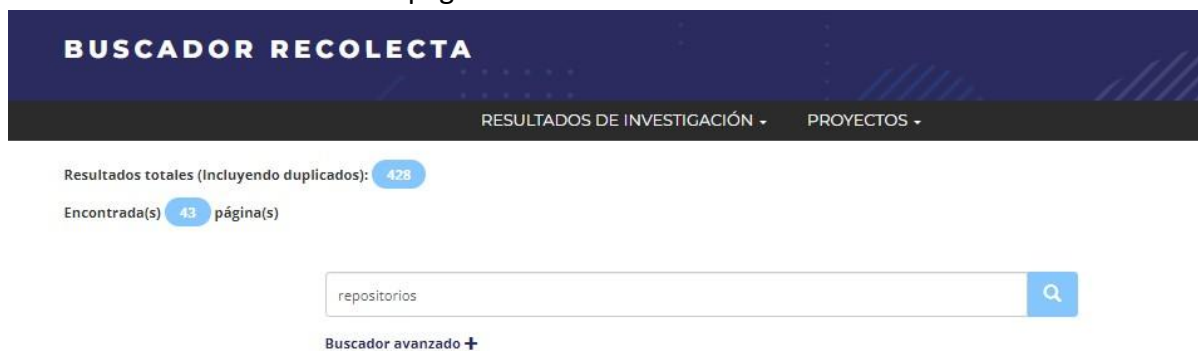 BUSCADOR RECOLECTA
RESULTADOS DE INVESTIGACIÓN PROYECTOS
Resultados totales (Incluyendo duplicados): 428
Encontrada(s) 43 página(s)
repositorios
Buscador avanzado +